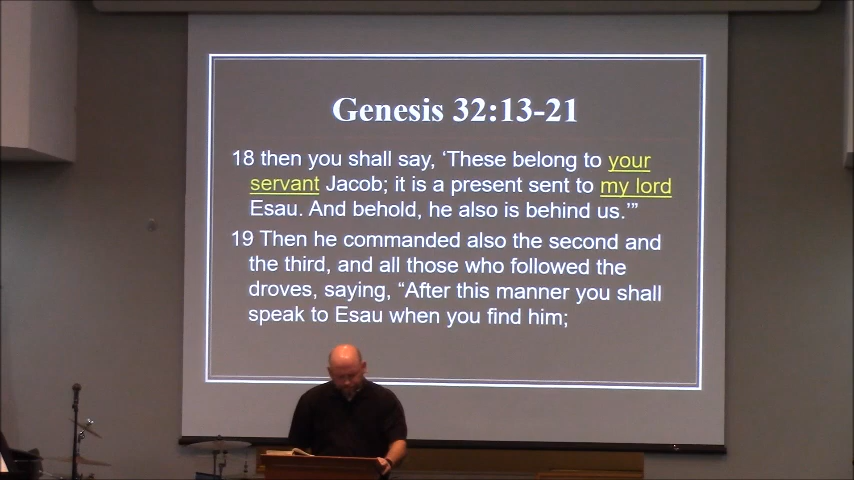 Genesis 32:13-21
18 then you shall say, ‘These belong to your
servant Jacob; it is a present sent to my lord
Esau. And behold, he also is behind us.’”
19 Then he commanded also the second and
the third, and all those who followed the
droves, saying, “After this manner you shall
speak to Esau when you find him;